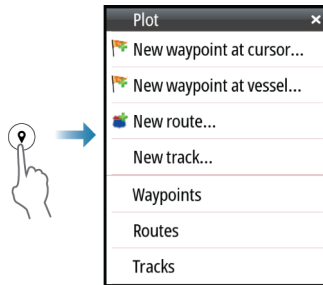 Plot ×
New waypoint at cursor...
New waypoint at vessel...
New route...
New track...
Waypoints
Routes
Tracks